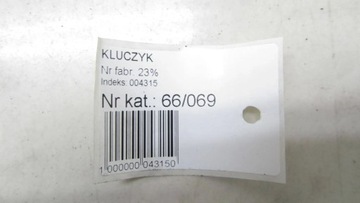 KLUCZYK
Nr fabr. 23%
Indeks: 004315
Nr kat.: 66/069
1 000000 043150